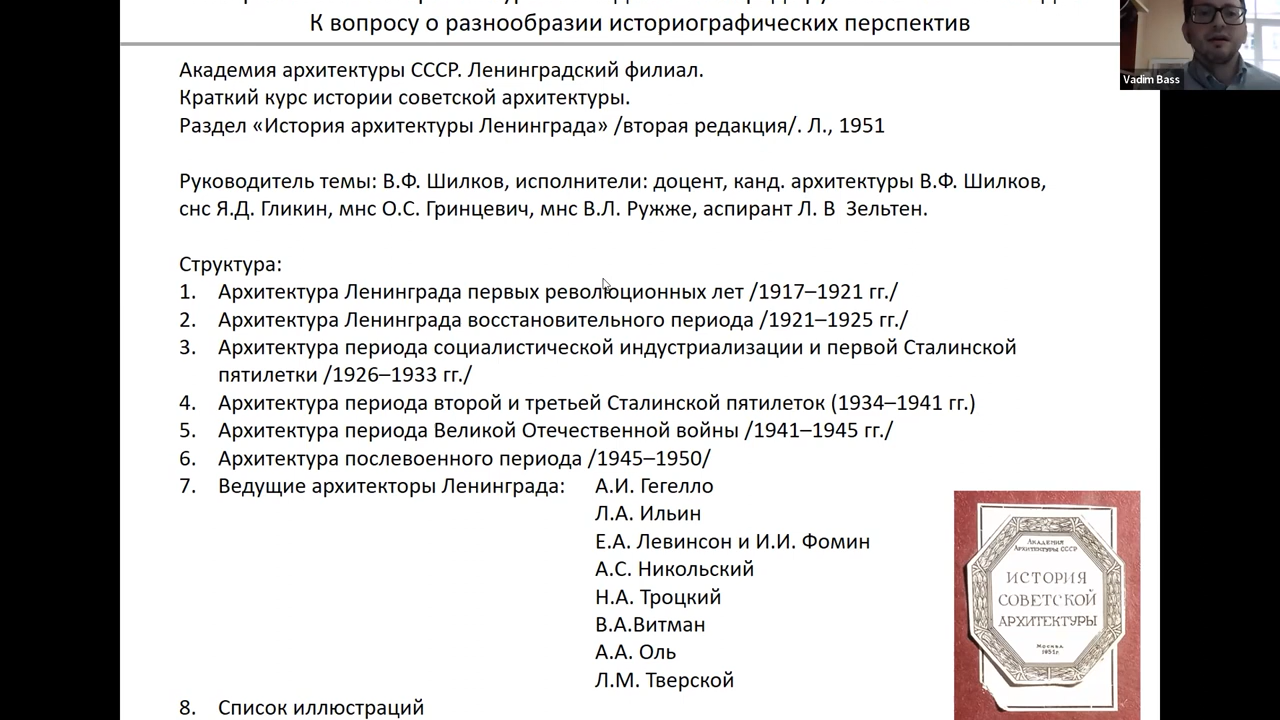 К вопросу о разнообразии историографических перспектив
Vadim Bass
Академия архитектуры СССР. Ленинградский филиал.
Краткий курс истории советской архитектуры.
Раздел «История архитектуры Ленинграда» /вторая редакция/. Л., 1951
Руководитель темы: В.Ф. Шилков, исполнители: доцент, канд. архитектуры В.Ф. Шилков,
снс Я.Д. Гликин, мнс О.С. Гринцевич, мнс В.Л. Ружже, аспирант Л. В Зельтен.
Структура:
1. Архитектура Ленинграда первых революционных лет /1917–1921 гг./
2. Архитектура Ленинграда восстановительного периода /1921–1925 гг./
3. Архитектура периода социалистической индустриализации и первой Сталинской
пятилетки /1926–1933 гг./
4. Архитектура периода второй и третьей Сталинской пятилеток (1934–1941 гг.)
5. Архитектура периода Великой Отечественной войны /1941–1945 гг./
6. Архитектура послевоенного периода /1945–1950/
7. Ведущие архитекторы Ленинграда: А.И. Гегелло
Л.А. Ильин
Е.А. Левинсон и И.И. Фомин
А.С. Никольский
Н.А. Троцкий
В.А.Витман
А.А. Оль
Л.М. Тверской
8. Список иллюстраций
Академия
Архитектуры СССР
ИСТОРИЯ
СОВЕТСКОЙ
АРХИТЕКТУРЫ
Москва
1951г.